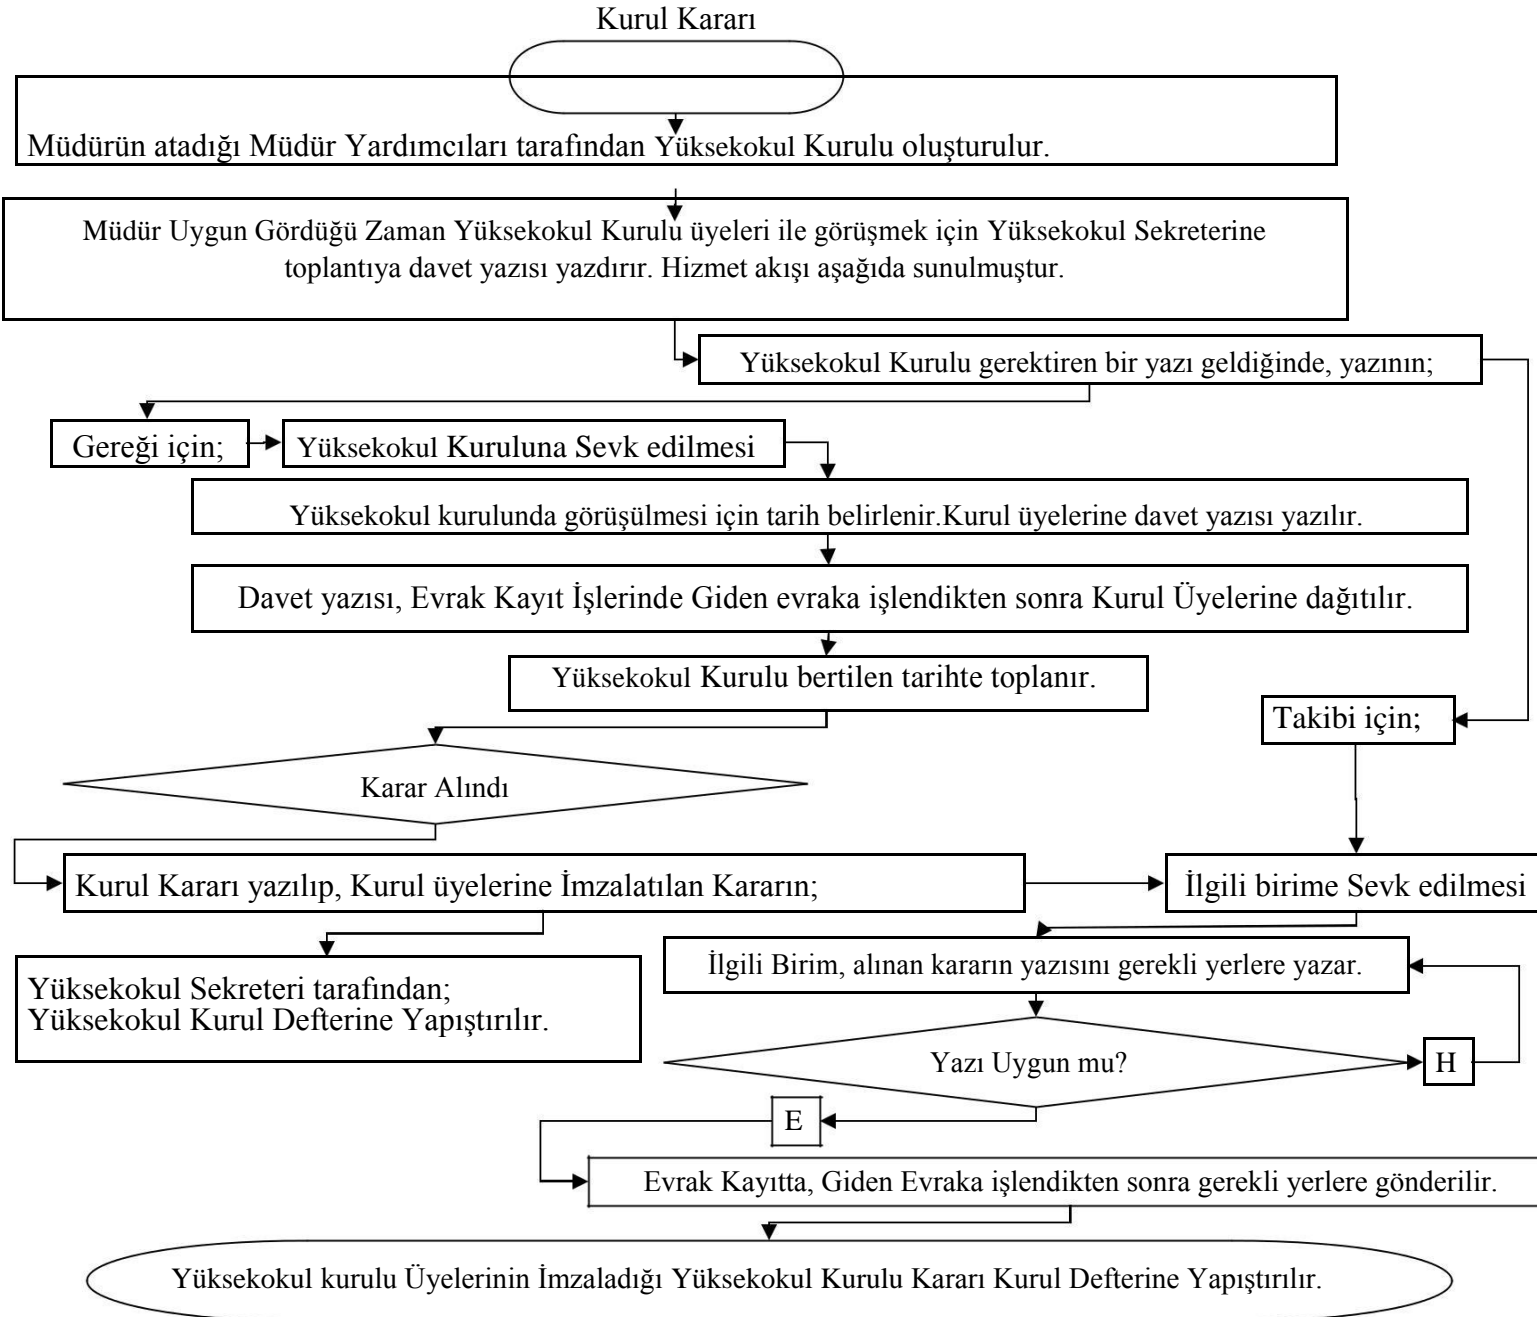 Kurul Kararı
Müdürün atadığı Müdür Yardımcıları tarafından Yüksekokul Kurulu oluşturulur.
Müdür Uygun Gördüğü Zaman Yüksekokul Kurulu üyeleri ile görüşmek için Yüksekokul Sekreterine
toplantıya davet yazısı yazdırır. Hizmet akışı aşağıda sunulmuştur.
Yüksekokul Kurulu gerektiren bir yazı geldiğinde, yazının;
Gereği için;
Yüksekokul Kuruluna Sevk edilmesi
Yüksekokul kurulunda görüşülmesi için tarih belirlenir.Kurul üyelerine davet yazısı yazılır.
Davet yazısı, Evrak Kayıt İşlerinde Giden evraka işlendikten sonra Kurul Üyelerine dağıtılır.
Yüksekokul Kurulu bertilen tarihte toplanır.
Takibi için;
Karar Alındı
Kurul Kararı yazılıp, Kurul üyelerine İmzalatılan Kararın;
İlgili birime Sevk edilmesi
İlgili Birim, alınan kararın yazısını gerekli yerlere yazar.
Yüksekokul Sekreteri tarafından;
Yüksekokul Kurul Defterine Yapıştırılır.
Yazı Uygun mu?
H
E
Evrak Kayıtta, Giden Evraka işlendikten sonra gerekli yerlere gönderilir.
Yüksekokul kurulu Üyelerinin İmzaladığı Yüksekokul Kurulu Kararı Kurul Defterine Yapıştırılır.